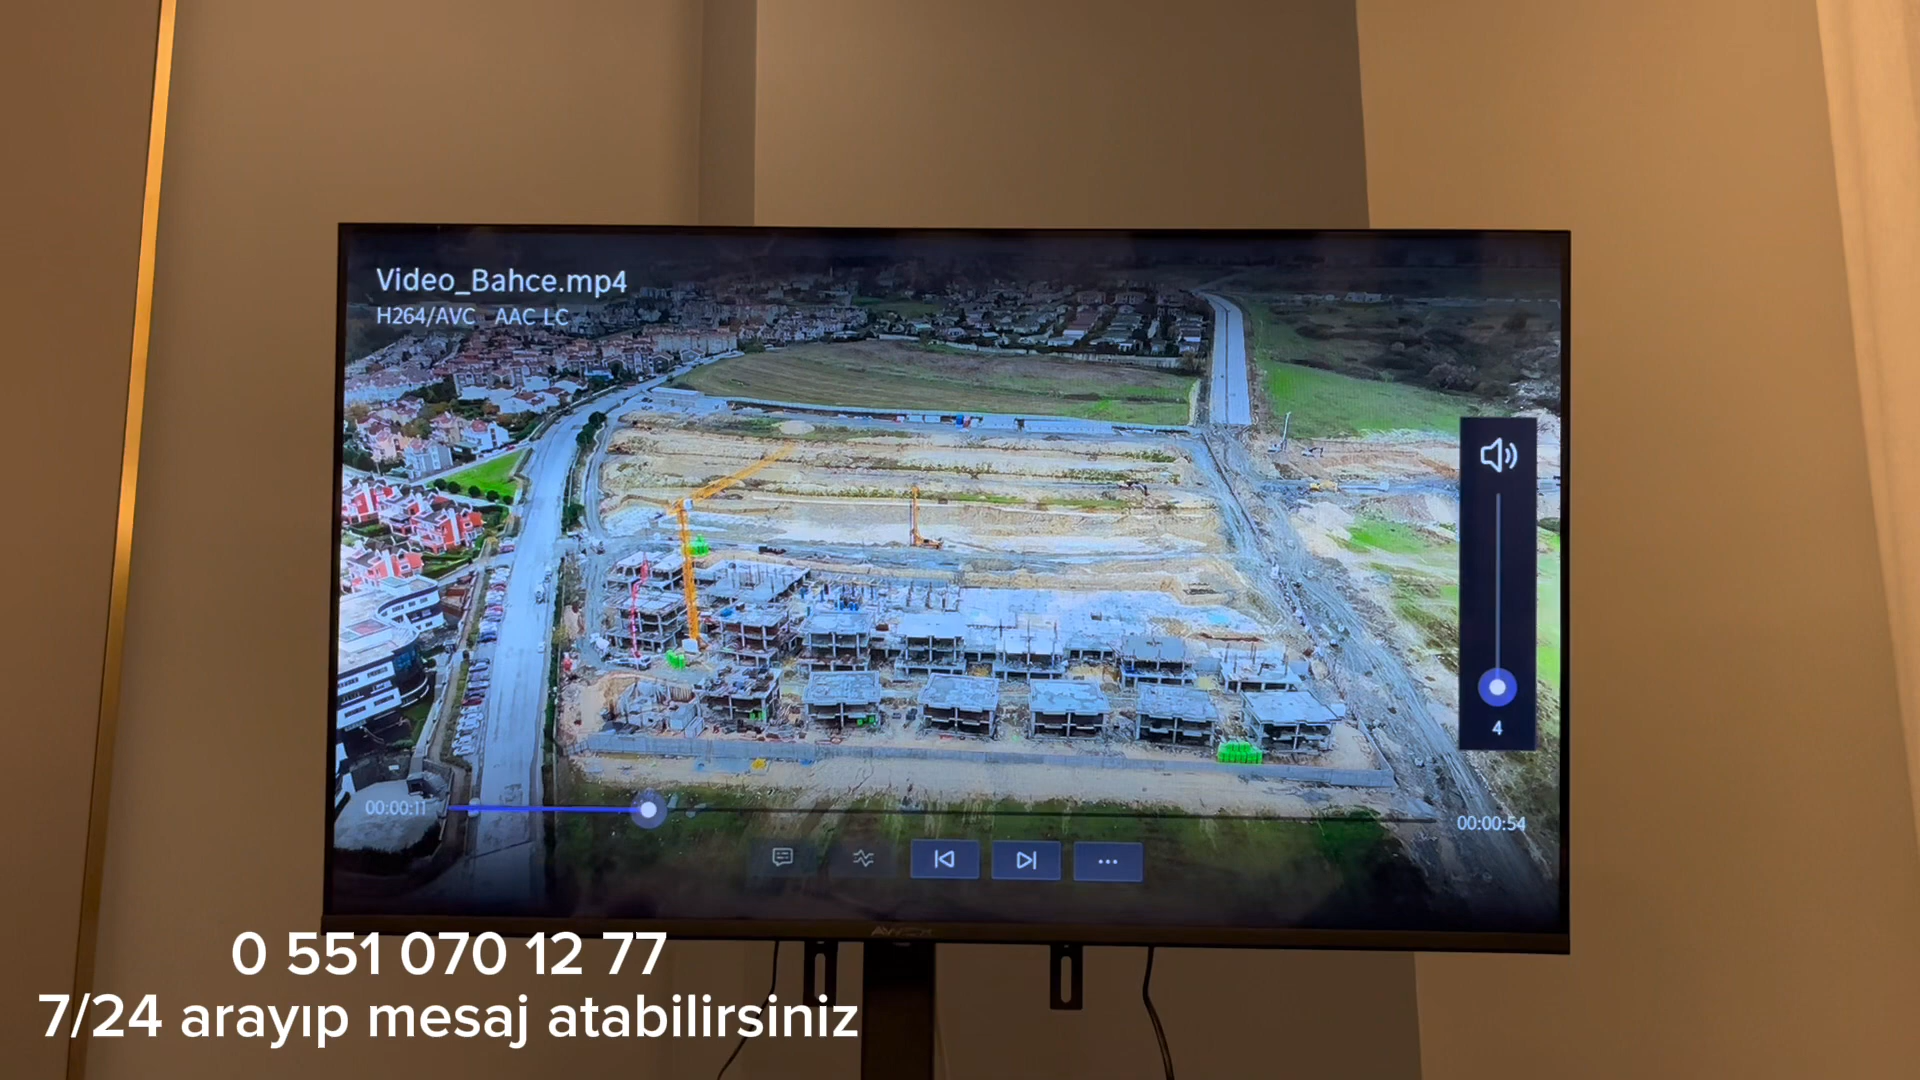 Video_Bahce.mp4
H264/AVC AAC LC
4
00:00:11
00:00:54
0 551 070 12 77
7/24 arayıp mesaj atabilirsiniz